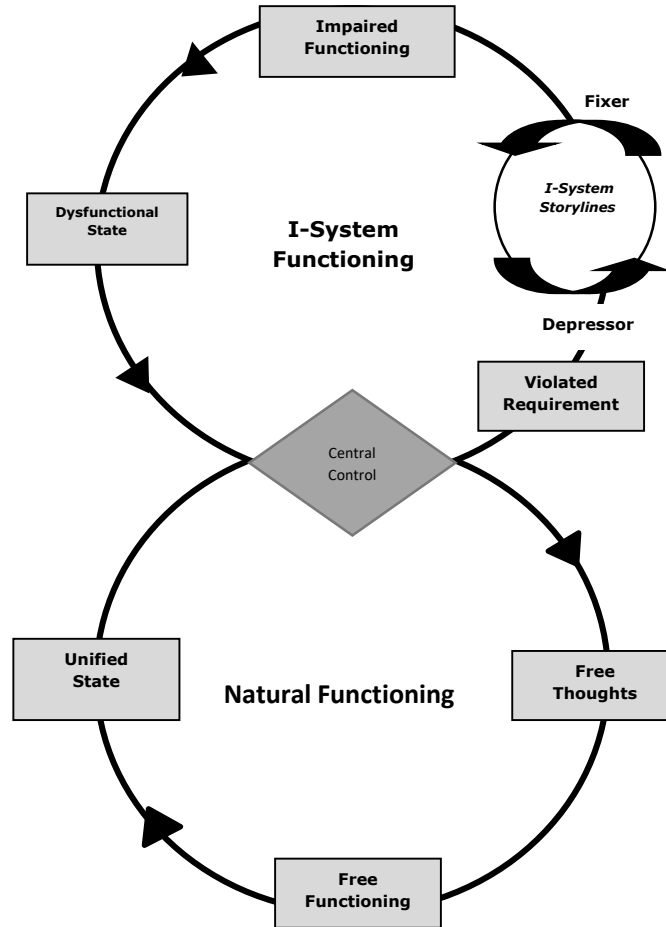 Impaired
Functioning
Fixer
I-System
Storylines
Dysfunctional
State
I-System
Functioning
Depressor
Violated
Requirement
Central
Control
Unified
State
Natural Functioning
Free
Thoughts
Free
Functioning